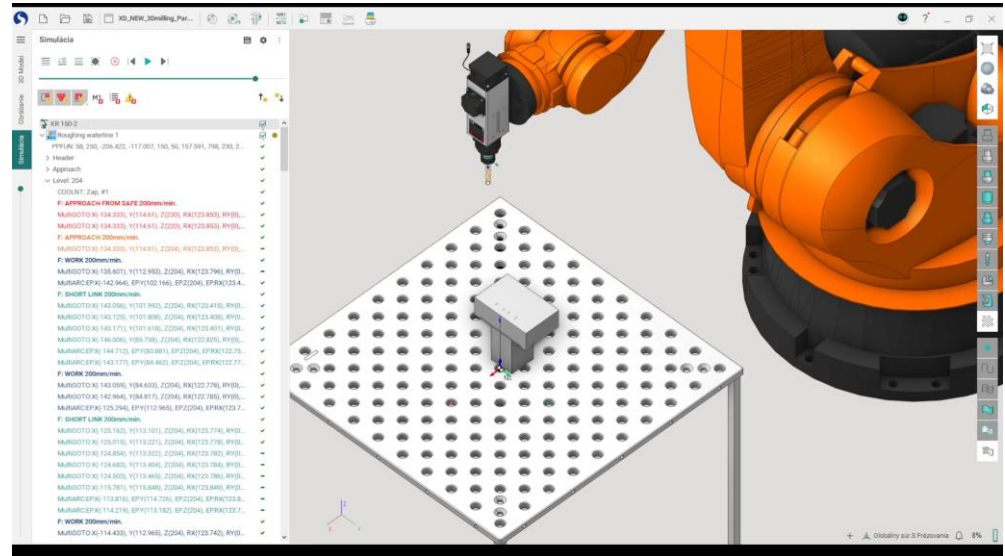 X0_NEW_3Dmilling_Par...
Simulácia
3D Model
Obrábanie
Simulácia
KR 150-2
Roughing waterline 1
PPFUN: 58, 250, -206.422, -117.007, 150, 50, 157.591, 798, 230, 2...
Header
Approach
Level: 204
COOLNT: Zap, #1
F: APPROACH FROM SAFE 200mm/min.
MultiGOTO:X(-134.333), Y(114.61), Z(230), RX(123.853), RY(0),...
MultiGOTO:X(-134.333), Y(114.61), Z(220), RX(123.853), RY(0),...
F: APPROACH 200mm/min.
MultiGOTO:X(-134.333), Y(114.61), Z(204), RX(123.853), RY(0),...
F: WORK 200mm/min.
MultiGOTO:X(-135.601), Y(112.953), Z(204), RX(123.796), RY(0...
MultiARC:EPX(-142.964), EPY(102.166), EPZ(204), EPRX(123.4...
F: SHORT LINK 200mm/min.
MultiGOTO:X(-143.056), Y(101.992), Z(204), RX(123.415), RY(0...
MultiGOTO:X(-143.125), Y(101.808), Z(204), RX(123.408), RY(0...
MultiGOTO:X(-143.171), Y(101.618), Z(204), RX(123.401), RY(0...
MultiGOTO:X(-146.006), Y(85.738), Z(204), RX(122.825), RY(0)...
MultiARC:EPX(-144.712), EPY(83.881), EPZ(204), EPRX(122.75...
MultiARC:EPX(-143.177), EPY(84.462), EPZ(204), EPRX(122.77...
F: WORK 200mm/min.
MultiGOTO:X(-143.059), Y(84.633), Z(204), RX(122.778), RY(0)...
MultiGOTO:X(-142.964), Y(84.817), Z(204), RX(122.785), RY(0)...
MultiARC:EPX(-125.294), EPY(112.965), EPZ(204), EPRX(123.7...
F: SHORT LINK 200mm/min.
MultiGOTO:X(-125.162), Y(113.101), Z(204), RX(123.774), RY(0...
MultiGOTO:X(-125.015), Y(113.221), Z(204), RX(123.778), RY(0...
MultiGOTO:X(-124.854), Y(113.322), Z(204), RX(123.782), RY(0...
MultiGOTO:X(-124.682), Y(113.404), Z(204), RX(123.784), RY(0...
MultiGOTO:X(-124.503), Y(113.465), Z(204), RX(123.786), RY(0...
MultiGOTO:X(-115.781), Y(115.848), Z(204), RX(123.849), RY(0...
MultiARC:EPX(-113.816), EPY(114.726), EPZ(204), EPRX(123.8...
MultiARC:EPX(-114.219), EPY(113.182), EPZ(204), EPRX(123.7...
F: WORK 200mm/min.
MultiGOTO:X(-114.433), Y(112.965), Z(204), RX(123.742), RY(0...
Globálny súr.S Frézovania
8%